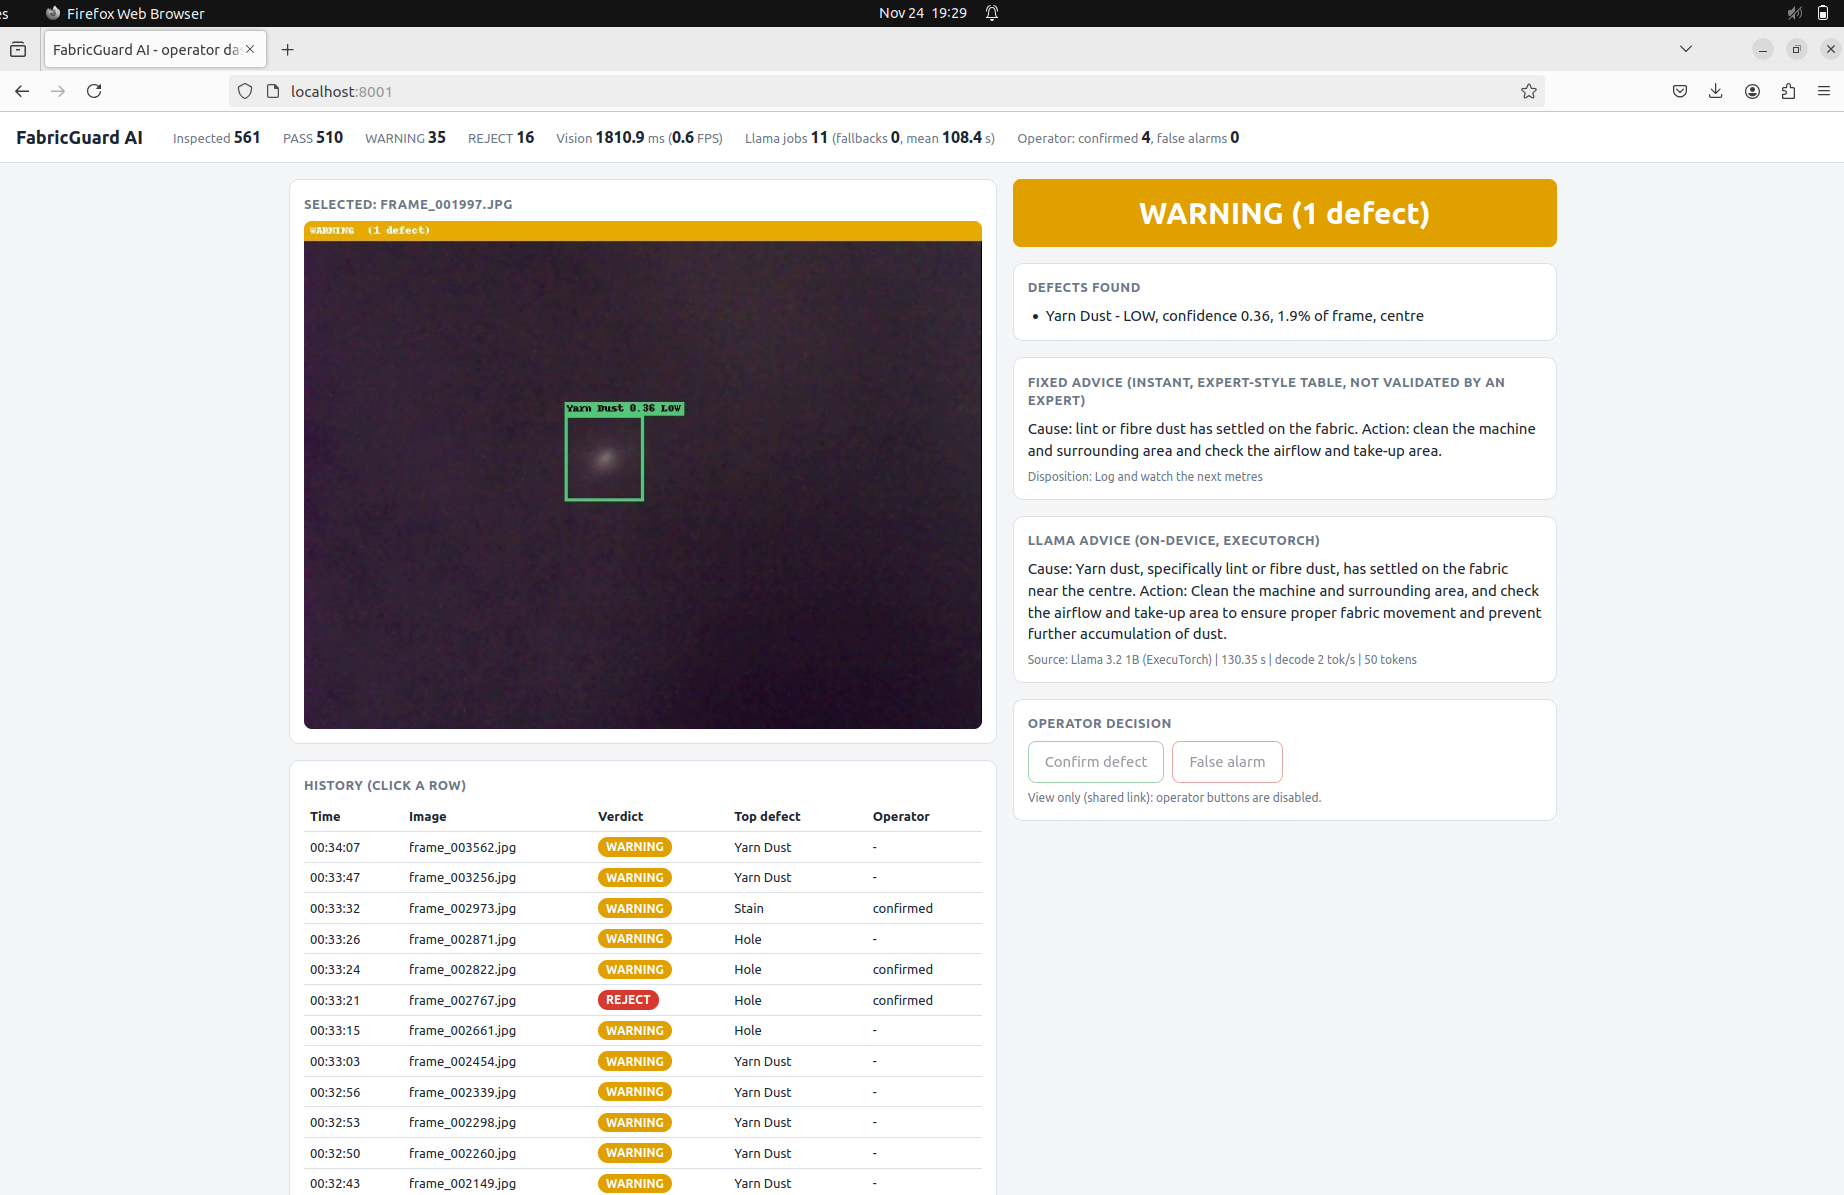 es
Firefox Web Browser
Nov 24 19:29
FabricGuard AI - operator da
localhost:8001
FabricGuard AI
Inspected 561
PASS 510
WARNING 35
REJECT 16
Vision 1810.9 ms (0.6 FPS)
Llama jobs 11 (fallbacks 0, mean 108.4 s)
Operator: confirmed 4, false alarms 0
SELECTED: FRAME_001997.JPG
WARNING (1 defect)
Yarn Dust 0.36 LOW
HISTORY (CLICK A ROW)
Time Image Verdict Top defect Operator
00:34:07 frame_003562.jpg WARNING Yarn Dust -
00:33:47 frame_003256.jpg WARNING Yarn Dust -
00:33:32 frame_002973.jpg WARNING Stain confirmed
00:33:26 frame_002871.jpg WARNING Hole -
00:33:24 frame_002822.jpg WARNING Hole confirmed
00:33:21 frame_002767.jpg REJECT Hole confirmed
00:33:15 frame_002661.jpg WARNING Hole -
00:33:03 frame_002454.jpg WARNING Yarn Dust -
00:32:56 frame_002339.jpg WARNING Yarn Dust -
00:32:53 frame_002298.jpg WARNING Yarn Dust -
00:32:50 frame_002260.jpg WARNING Yarn Dust -
00:32:43 frame_002149.jpg WARNING Yarn Dust -
WARNING (1 defect)
DEFECTS FOUND
• Yarn Dust - LOW, confidence 0.36, 1.9% of frame, centre
FIXED ADVICE (INSTANT, EXPERT-STYLE TABLE, NOT VALIDATED BY AN
EXPERT)
Cause: lint or fibre dust has settled on the fabric. Action: clean the machine
and surrounding area and check the airflow and take-up area.
Disposition: Log and watch the next metres
LLAMA ADVICE (ON-DEVICE, EXECUTORCH)
Cause: Yarn dust, specifically lint or fibre dust, has settled on the fabric
near the centre. Action: Clean the machine and surrounding area, and check
the airflow and take-up area to ensure proper fabric movement and prevent
further accumulation of dust.
Source: Llama 3.2 1B (ExecuTorch) | 130.35 s | decode 2 tok/s | 50 tokens
OPERATOR DECISION
Confirm defect
False alarm
View only (shared link): operator buttons are disabled.